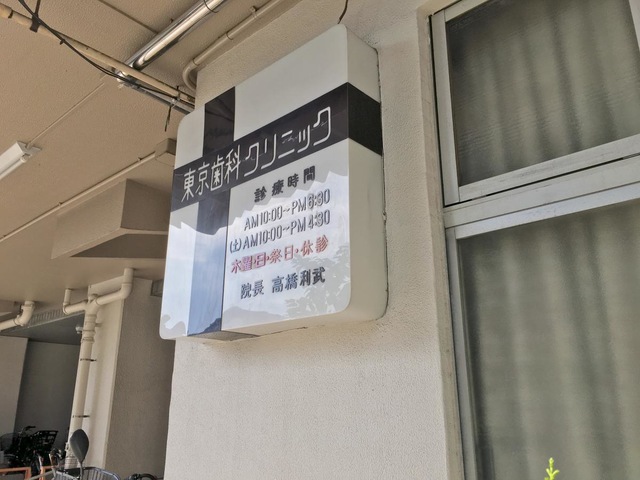 東京歯科クリニック
診療時間
AM10:00~PM6:30
(土)AM10:00~PM4:30
木曜・日・祭日・休診
院長 高橋利武